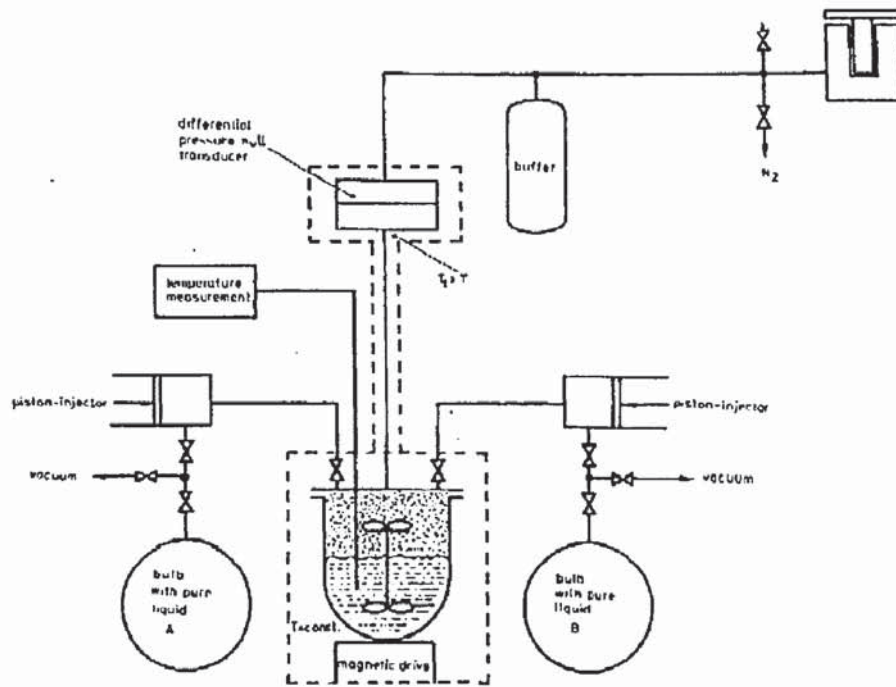 differential
pressure null
transducer
buffer
N2
T1>T
temperature
measurement
piston-injector
piston-injector
vacuum
vacuum
bulb
with pure
liquid
A
T=const.
magnetic drive
bulb
with pure
liquid
B